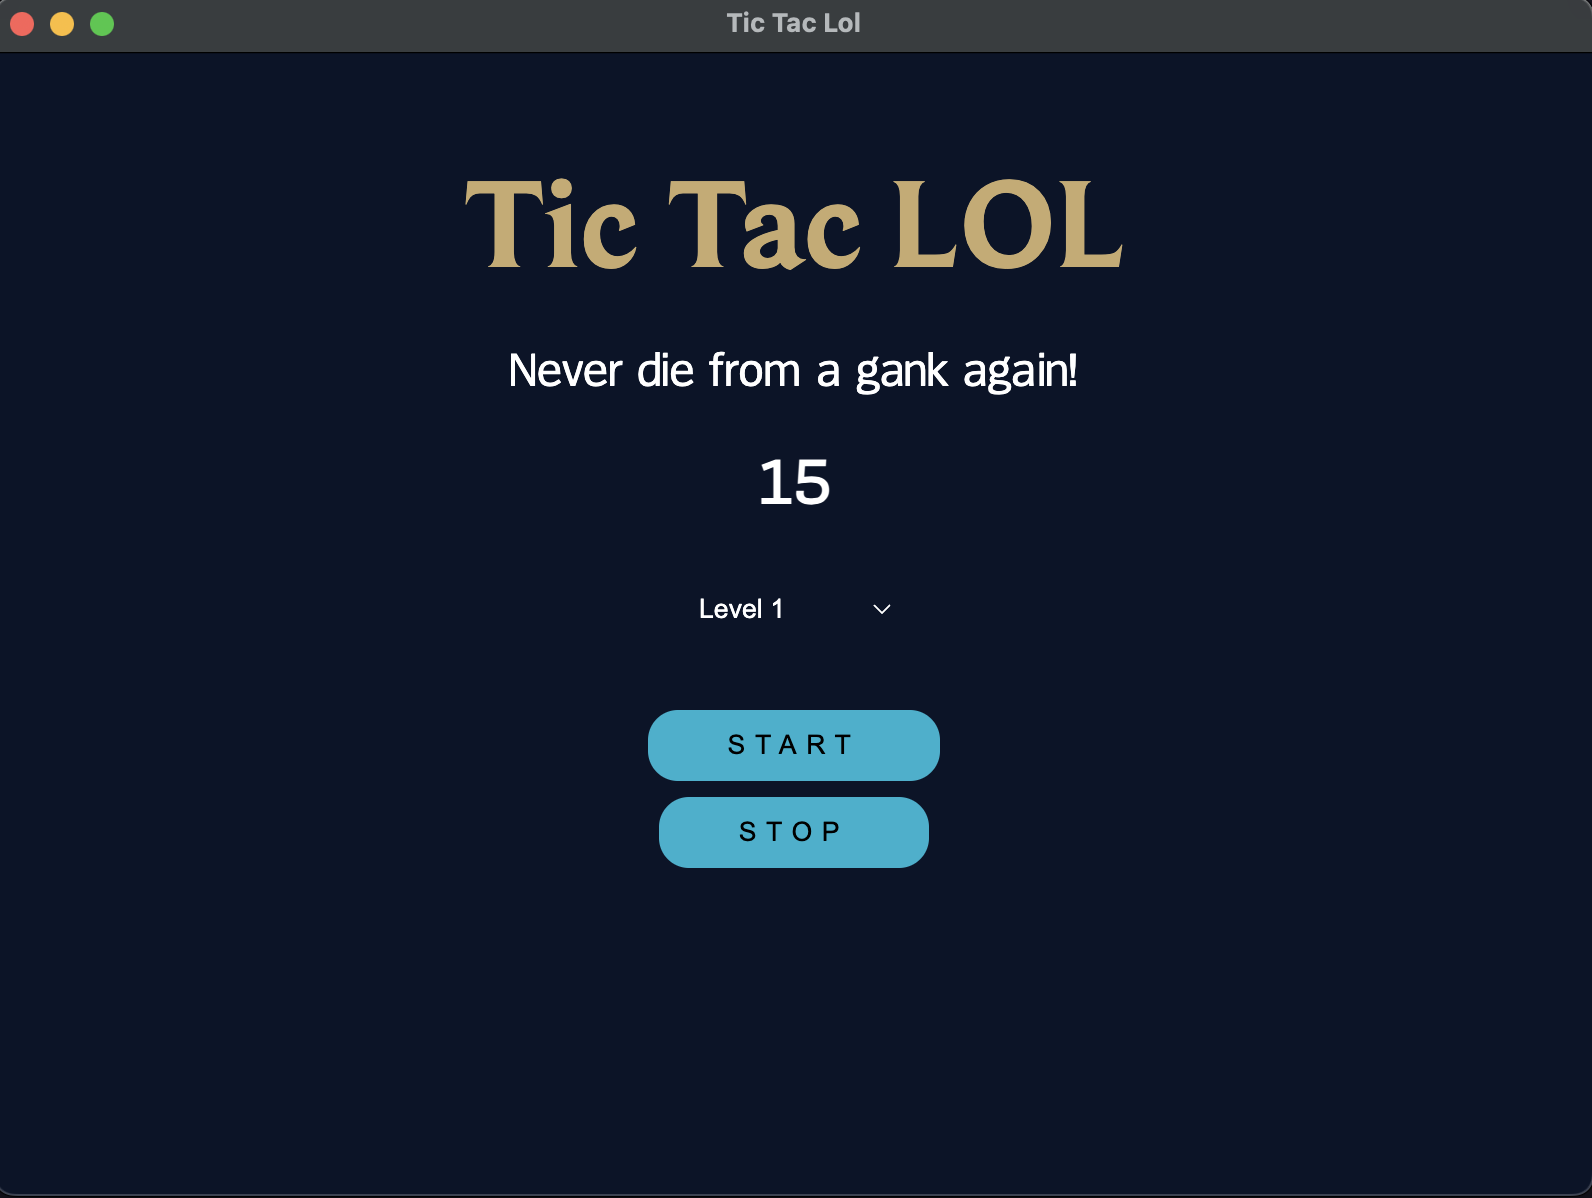 Tic Tac Lol
Tic Tac LOL
Never die from a gank again!
15
Level 1
START
STOP